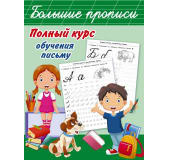 Большие прописи
Полный курс
обучения
письму
Б б
А а